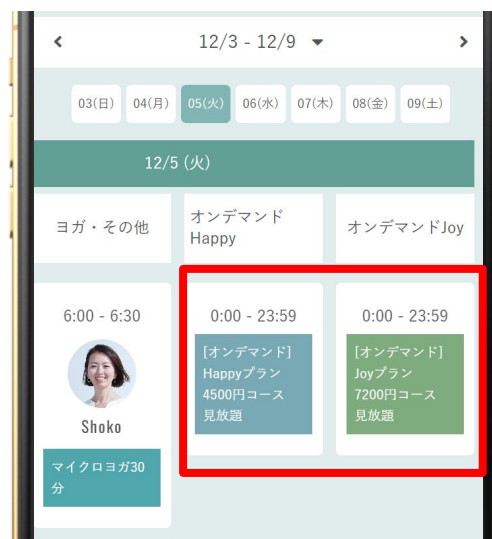 12/3 - 12/9
03(日) 04(月) 05(火) 06(水) 07(木) 08(金) 09(土)
12/5 (火)
ヨガ・その他
オンデマンド
Happy
オンデマンドJoy
6:00 - 6:30
Shoko
マイクロヨガ30
分
0:00 - 23:59
[オンデマンド]
Happyプラン
4500円コース
見放題
0:00 - 23:59
[オンデマンド]
Joyプラン
7200円コース
見放題